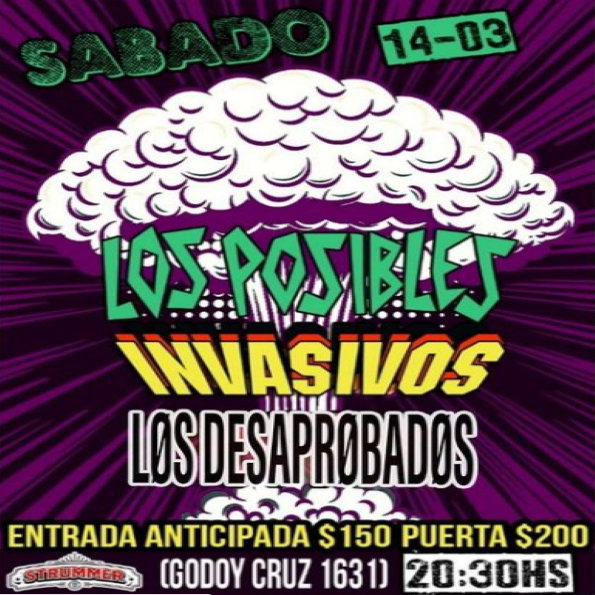 SABADO 14-03
LOS POSIBLES
INVASIVOS
LØS DESAPRØBADØS
ENTRADA ANTICIPADA $150 PUERTA $200
STRUMMER (GODOY CRUZ 1631) 20:30HS